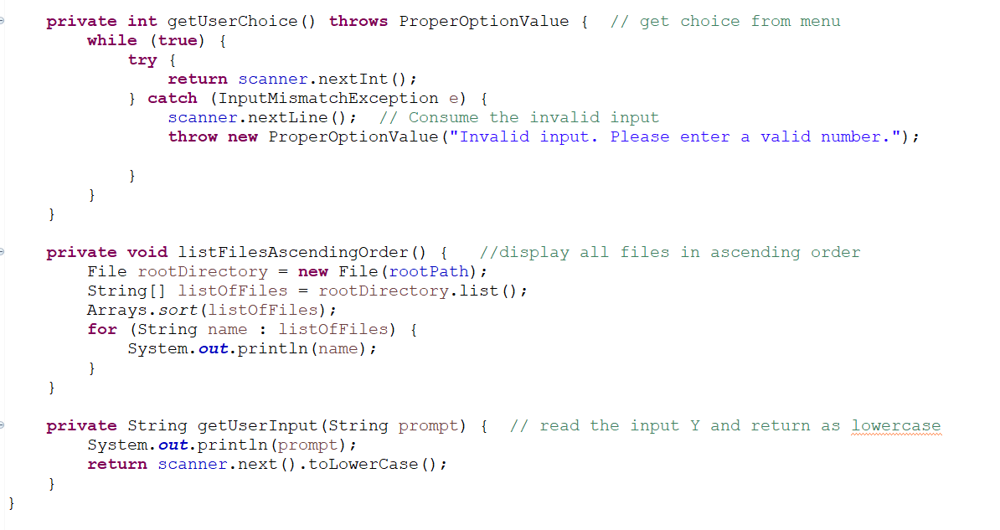 private int getUserChoice() throws ProperOptionValue {  // get choice from menu
    while (true) {
        try {
            return scanner.nextInt();
        } catch (InputMismatchException e) {
            scanner.nextLine();  // Consume the invalid input
            throw new ProperOptionValue("Invalid input. Please enter a valid number.");
        }
    }
}
private void listFilesAscendingOrder() {   //display all files in ascending order
    File rootDirectory = new File(rootPath);
    String[] listOfFiles = rootDirectory.list();
    Arrays.sort(listOfFiles);
    for (String name : listOfFiles) {
        System.out.println(name);
    }
}
private String getUserInput(String prompt) {  // read the input Y and return as lowercase
    System.out.println(prompt);
    return scanner.next().toLowerCase();
}
}